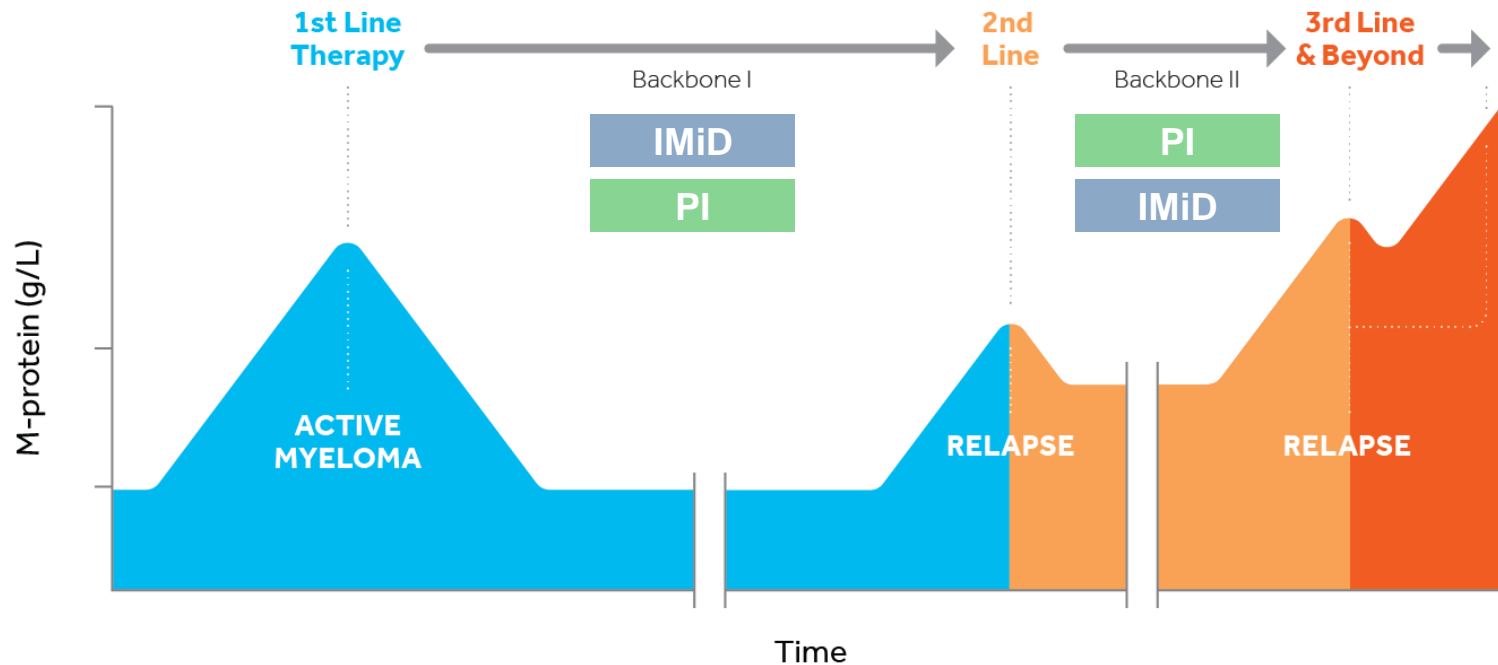 1st Line
Therapy
2nd
Line
3rd Line
& Beyond
Backbone I
Backbone II
IMiD
PI
PI
IMiD
M-protein (g/L)
ACTIVE
MYELOMA
RELAPSE
RELAPSE
Time